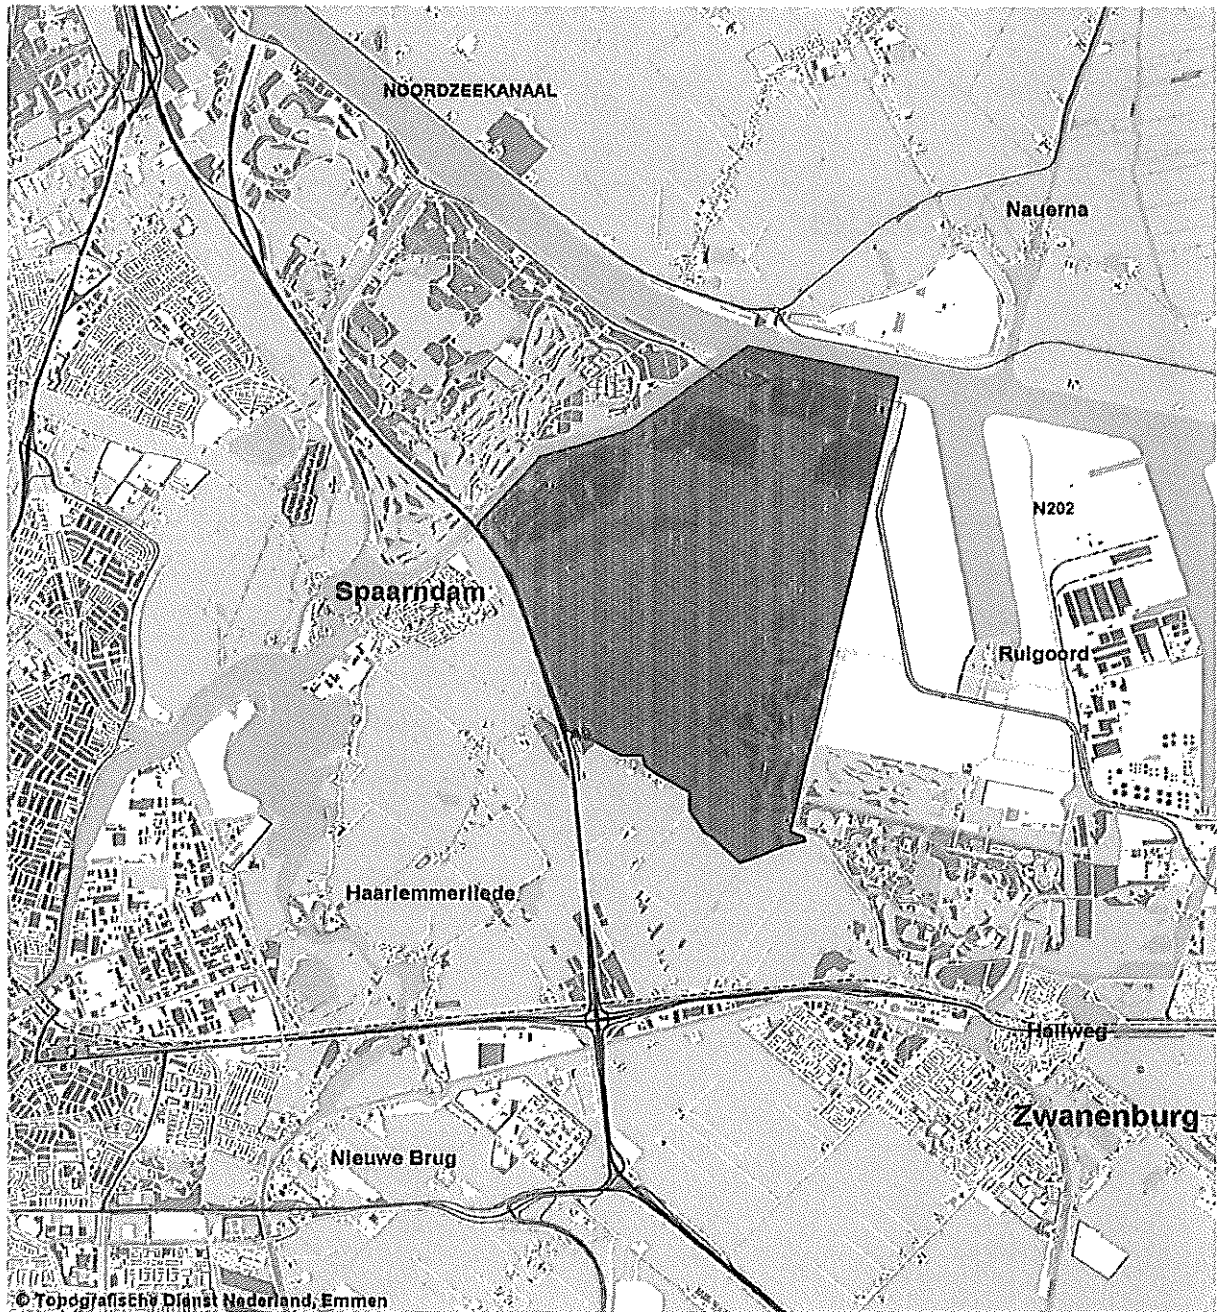 NOORDZEEKANAAL
Nauerna
N202
Spaarndam
Ruigoord
Haarlemmerliede
Halfweg
Zwanenburg
Nieuwe Brug
© Topografische Dienst Nederland, Emmen